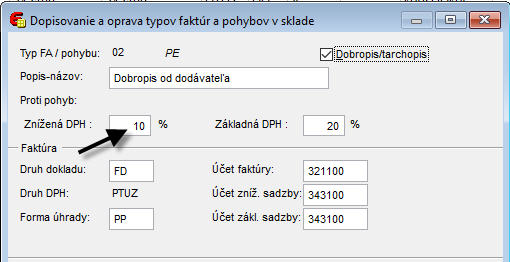 Dopisovanie a oprava typov faktúr a pohybov v sklade
Typ FA / pohybu: 02 PE Dobropis/tarchopis
Popis-názov: Dobropis od dodávateľa
Proti pohyb:
Znížená DPH : 10 % Základná DPH : 20 %
Faktúra
Druh dokladu: FD Účet faktúry: 321100
Druh DPH: PTUZ Účet zníž. sadzby: 343100
Forma úhrady: PP Účet zákl. sadzby: 343100